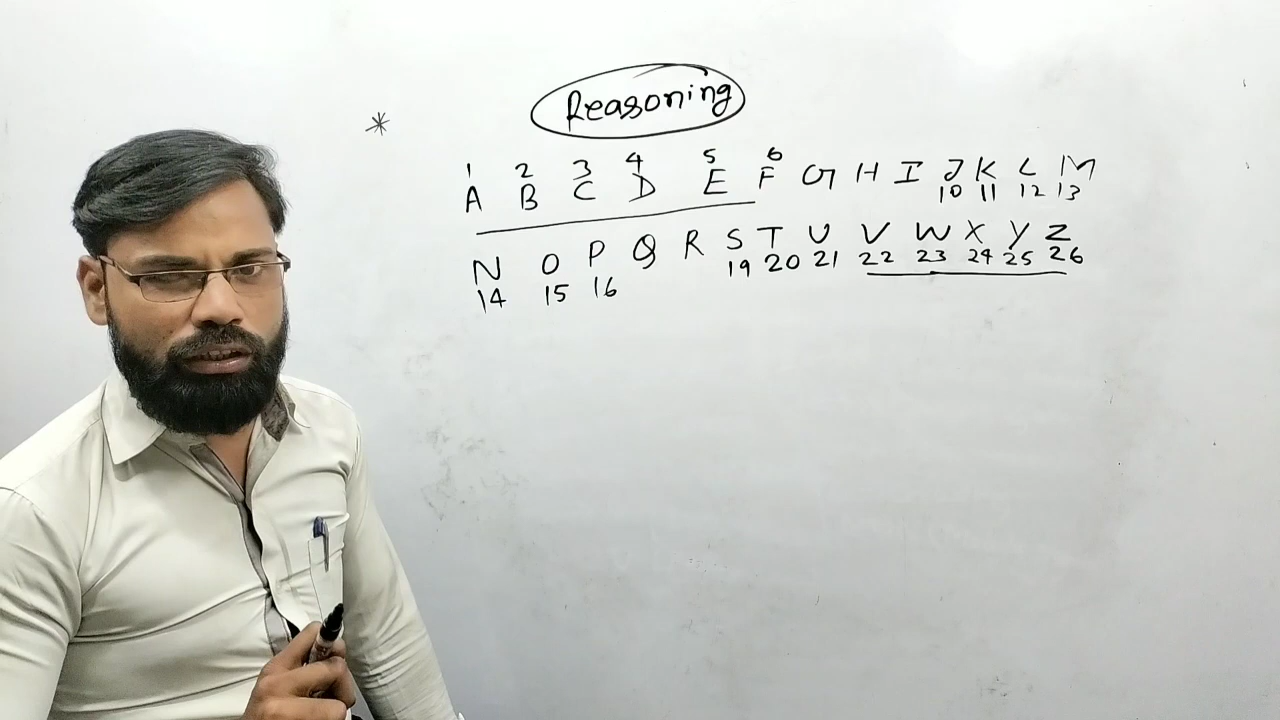 Reasoning
1 2 3 4 5 6
A B C D E F G H I J K L M
10 11 12 13
N O P Q R S T U V W X Y Z
14 15 16 19 20 21 22 23 24 25 26